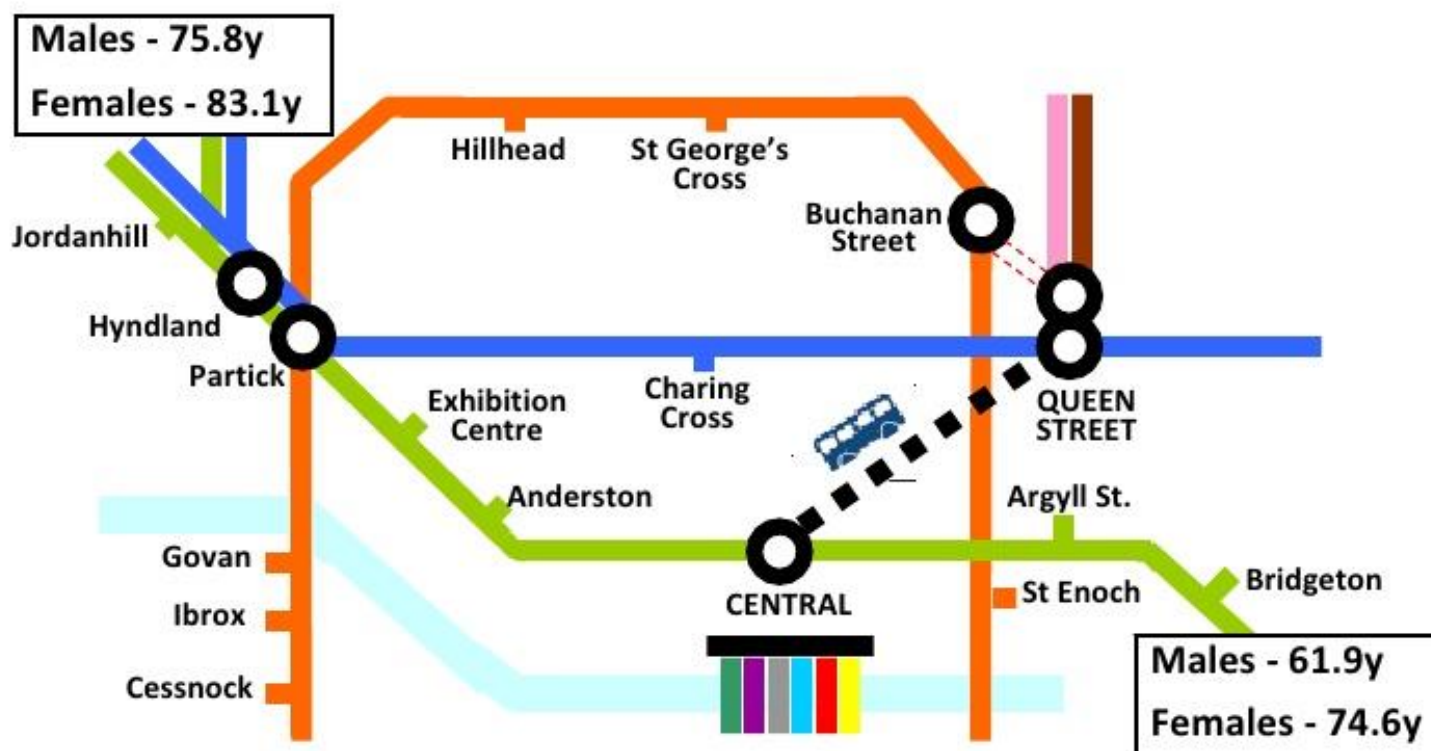 Males - 75.8y
Females - 83.1y
Hillhead
St George's
Cross
Buchanan
Street
Jordanhill
Hyndland
Partick
Exhibition
Centre
Charing
Cross
QUEEN
STREET
Anderston
Argyll St.
Govan
Ibrox
Cessnock
CENTRAL
St Enoch
Bridgeton
Males - 61.9y
Females - 74.6y